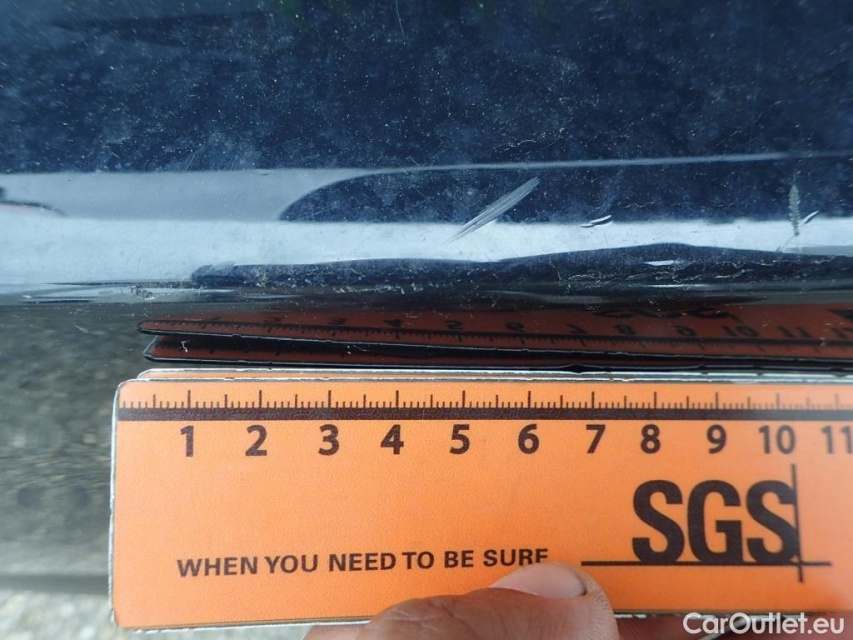 1 2 3 4 5 6 7 8 9 10 11
SGS
WHEN YOU NEED TO BE SURE
CarOutlet.eu